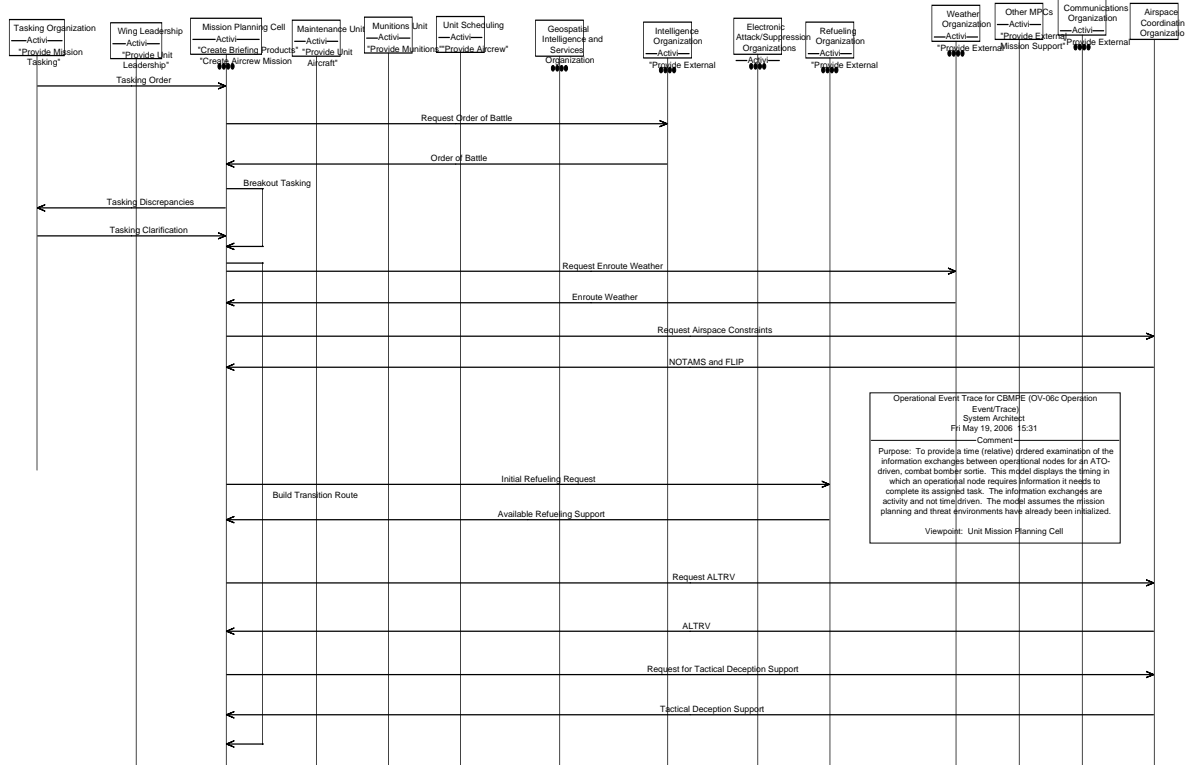 Tasking Organization
Activi
"Provide Mission
Tasking"
Wing Leadership
Activi
"Provide Unit
Leadership"
Mission Planning Cell
Activi
"Create Briefing Products"
"Create Aircrew Mission
Maintenance Unit
Activi
"Provide Unit
Aircraft"
Munitions Unit
Activi
"Provide Munitions"
Unit Scheduling
Activi
"Provide Aircrew"
Geospatial
Intelligence and
Services
Organization
Intelligence
Organization
Activi
"Provide External
Electronic
Attack/Suppression
Organizations
Activi
Refueling
Organization
Activi
"Provide External
Weather
Organization
Activi
"Provide External
Other MPCs
Activi
"Provide External
Mission Support"
Communications
Organization
Activi
"Provide External
Airspace
Coordinatio
Organizatio
Tasking Order
Request Order of Battle
Order of Battle
Breakout Tasking
Tasking Discrepancies
Tasking Clarification
Request Enroute Weather
Enroute Weather
Request Airspace Constraints
NOTAMS and FLIP
Operational Event Trace for CBMPE (OV-06c Operation
Event/Trace)
System Architect
Fri May 19, 2006 15:31
Comment
Purpose: To provide a time (relative) ordered examination of the
information exchanges between operational nodes for an ATO-
driven, combat bomber sortie. This model displays the timing in
which an operational node requires information it needs to
complete its assigned task. The information exchanges are
activity and not time driven. The model assumes the mission
planning and threat environments have already been initialized.
Viewpoint: Unit Mission Planning Cell
Initial Refueling Request
Build Transition Route
Available Refueling Support
Request ALTRV
ALTRV
Request for Tactical Deception Support
Tactical Deception Support